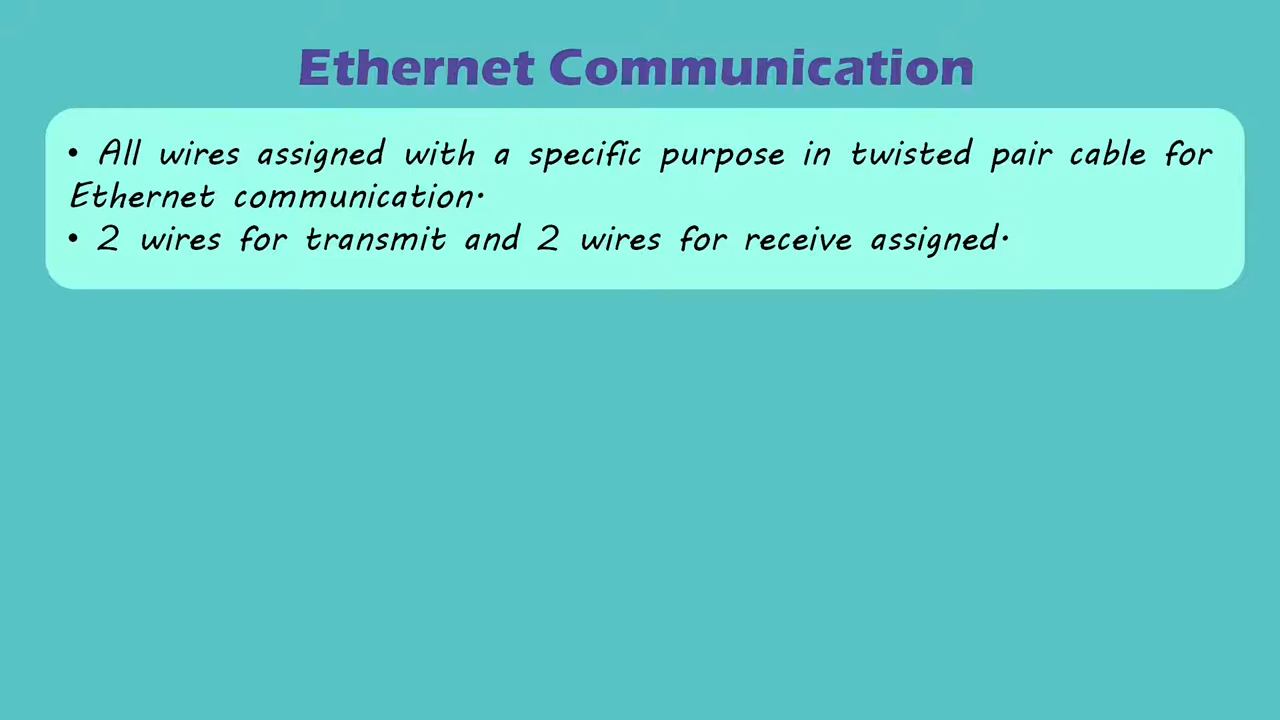 Ethernet Communication
• All wires assigned with a specific purpose in twisted pair cable for
Ethernet communication.
• 2 wires for transmit and 2 wires for receive assigned.